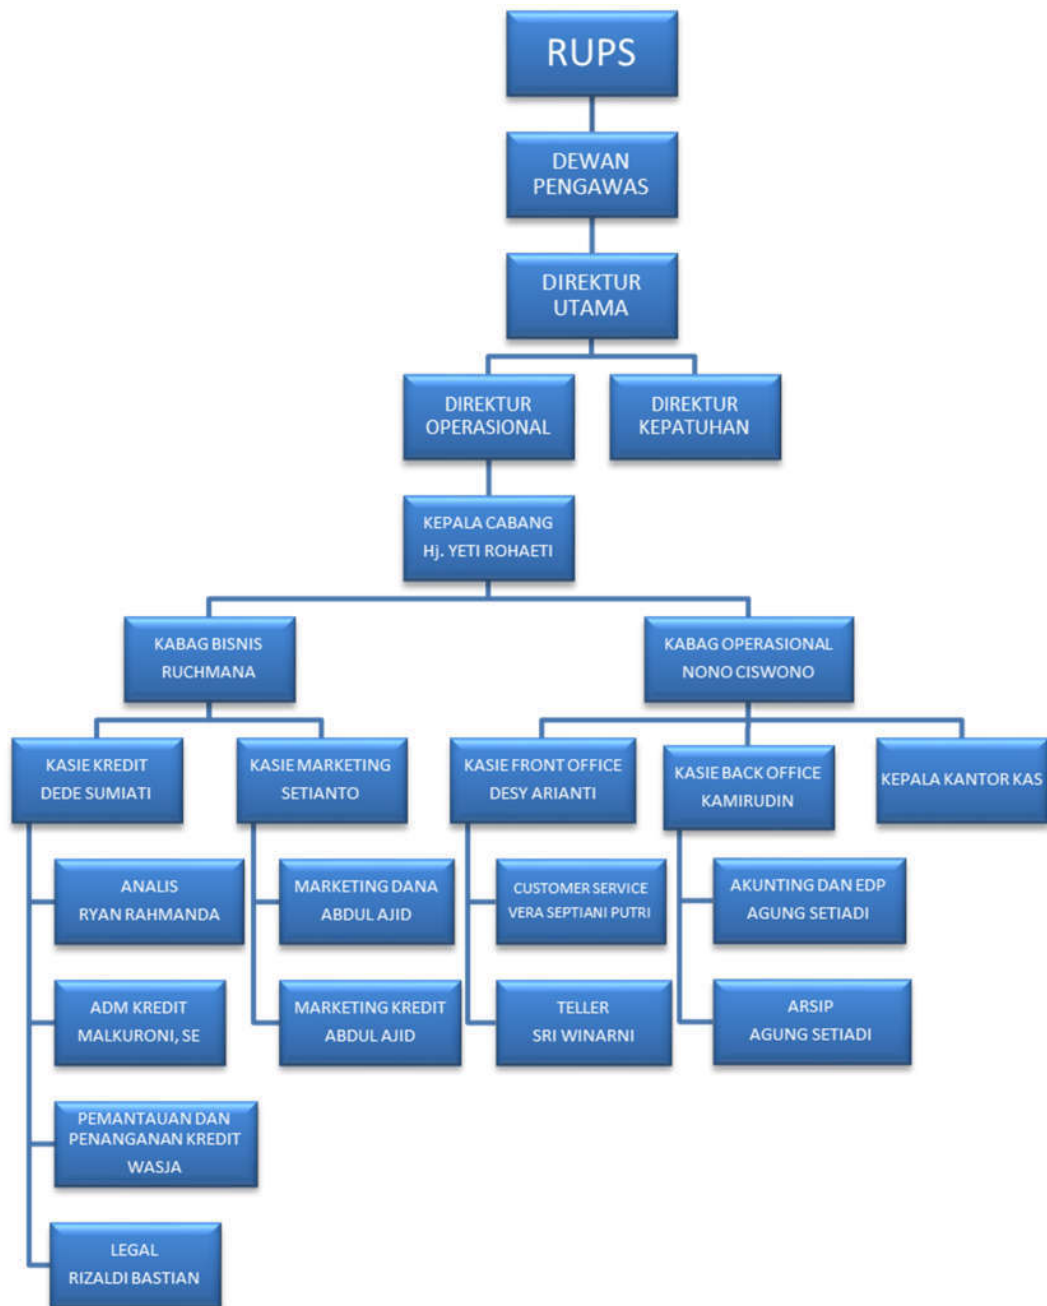 RUPS
DEWAN
PENGAWAS
DIREKTUR
UTAMA
DIREKTUR
OPERASIONAL
DIREKTUR
KEPATUHAN
KEPALA CABANG
Hj. YETI ROHAETI
KABAG BISNIS
RUCHMANA
KABAG OPERASIONAL
NONO CISWONO
KASIE KREDIT
DEDE SUMIATI
KASIE MARKETING
SETIANTO
KASIE FRONT OFFICE
DESY ARIANTI
KASIE BACK OFFICE
KAMIRUDIN
KEPALA KANTOR KAS
ANALIS
RYAN RAHMANDA
MARKETING DANA
ABDUL AJID
CUSTOMER SERVICE
VERA SEPTIANI PUTRI
AKUNTING DAN EDP
AGUNG SETIADI
ADM KREDIT
MALKURONI, SE
MARKETING KREDIT
ABDUL AJID
TELLER
SRI WINARNI
ARSIP
AGUNG SETIADI
PEMANTAUAN DAN
PENANGANAN KREDIT
WASJA
LEGAL
RIZALDI BASTIAN